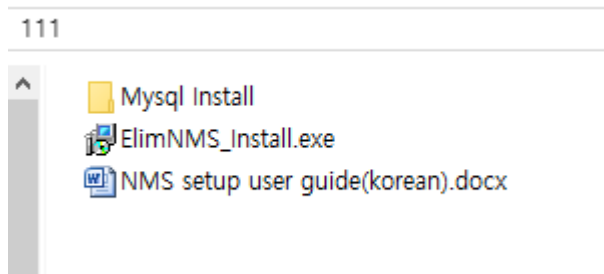 111
Mysql Install
ElimNMS_Install.exe
NMS setup user guide(korean).docx